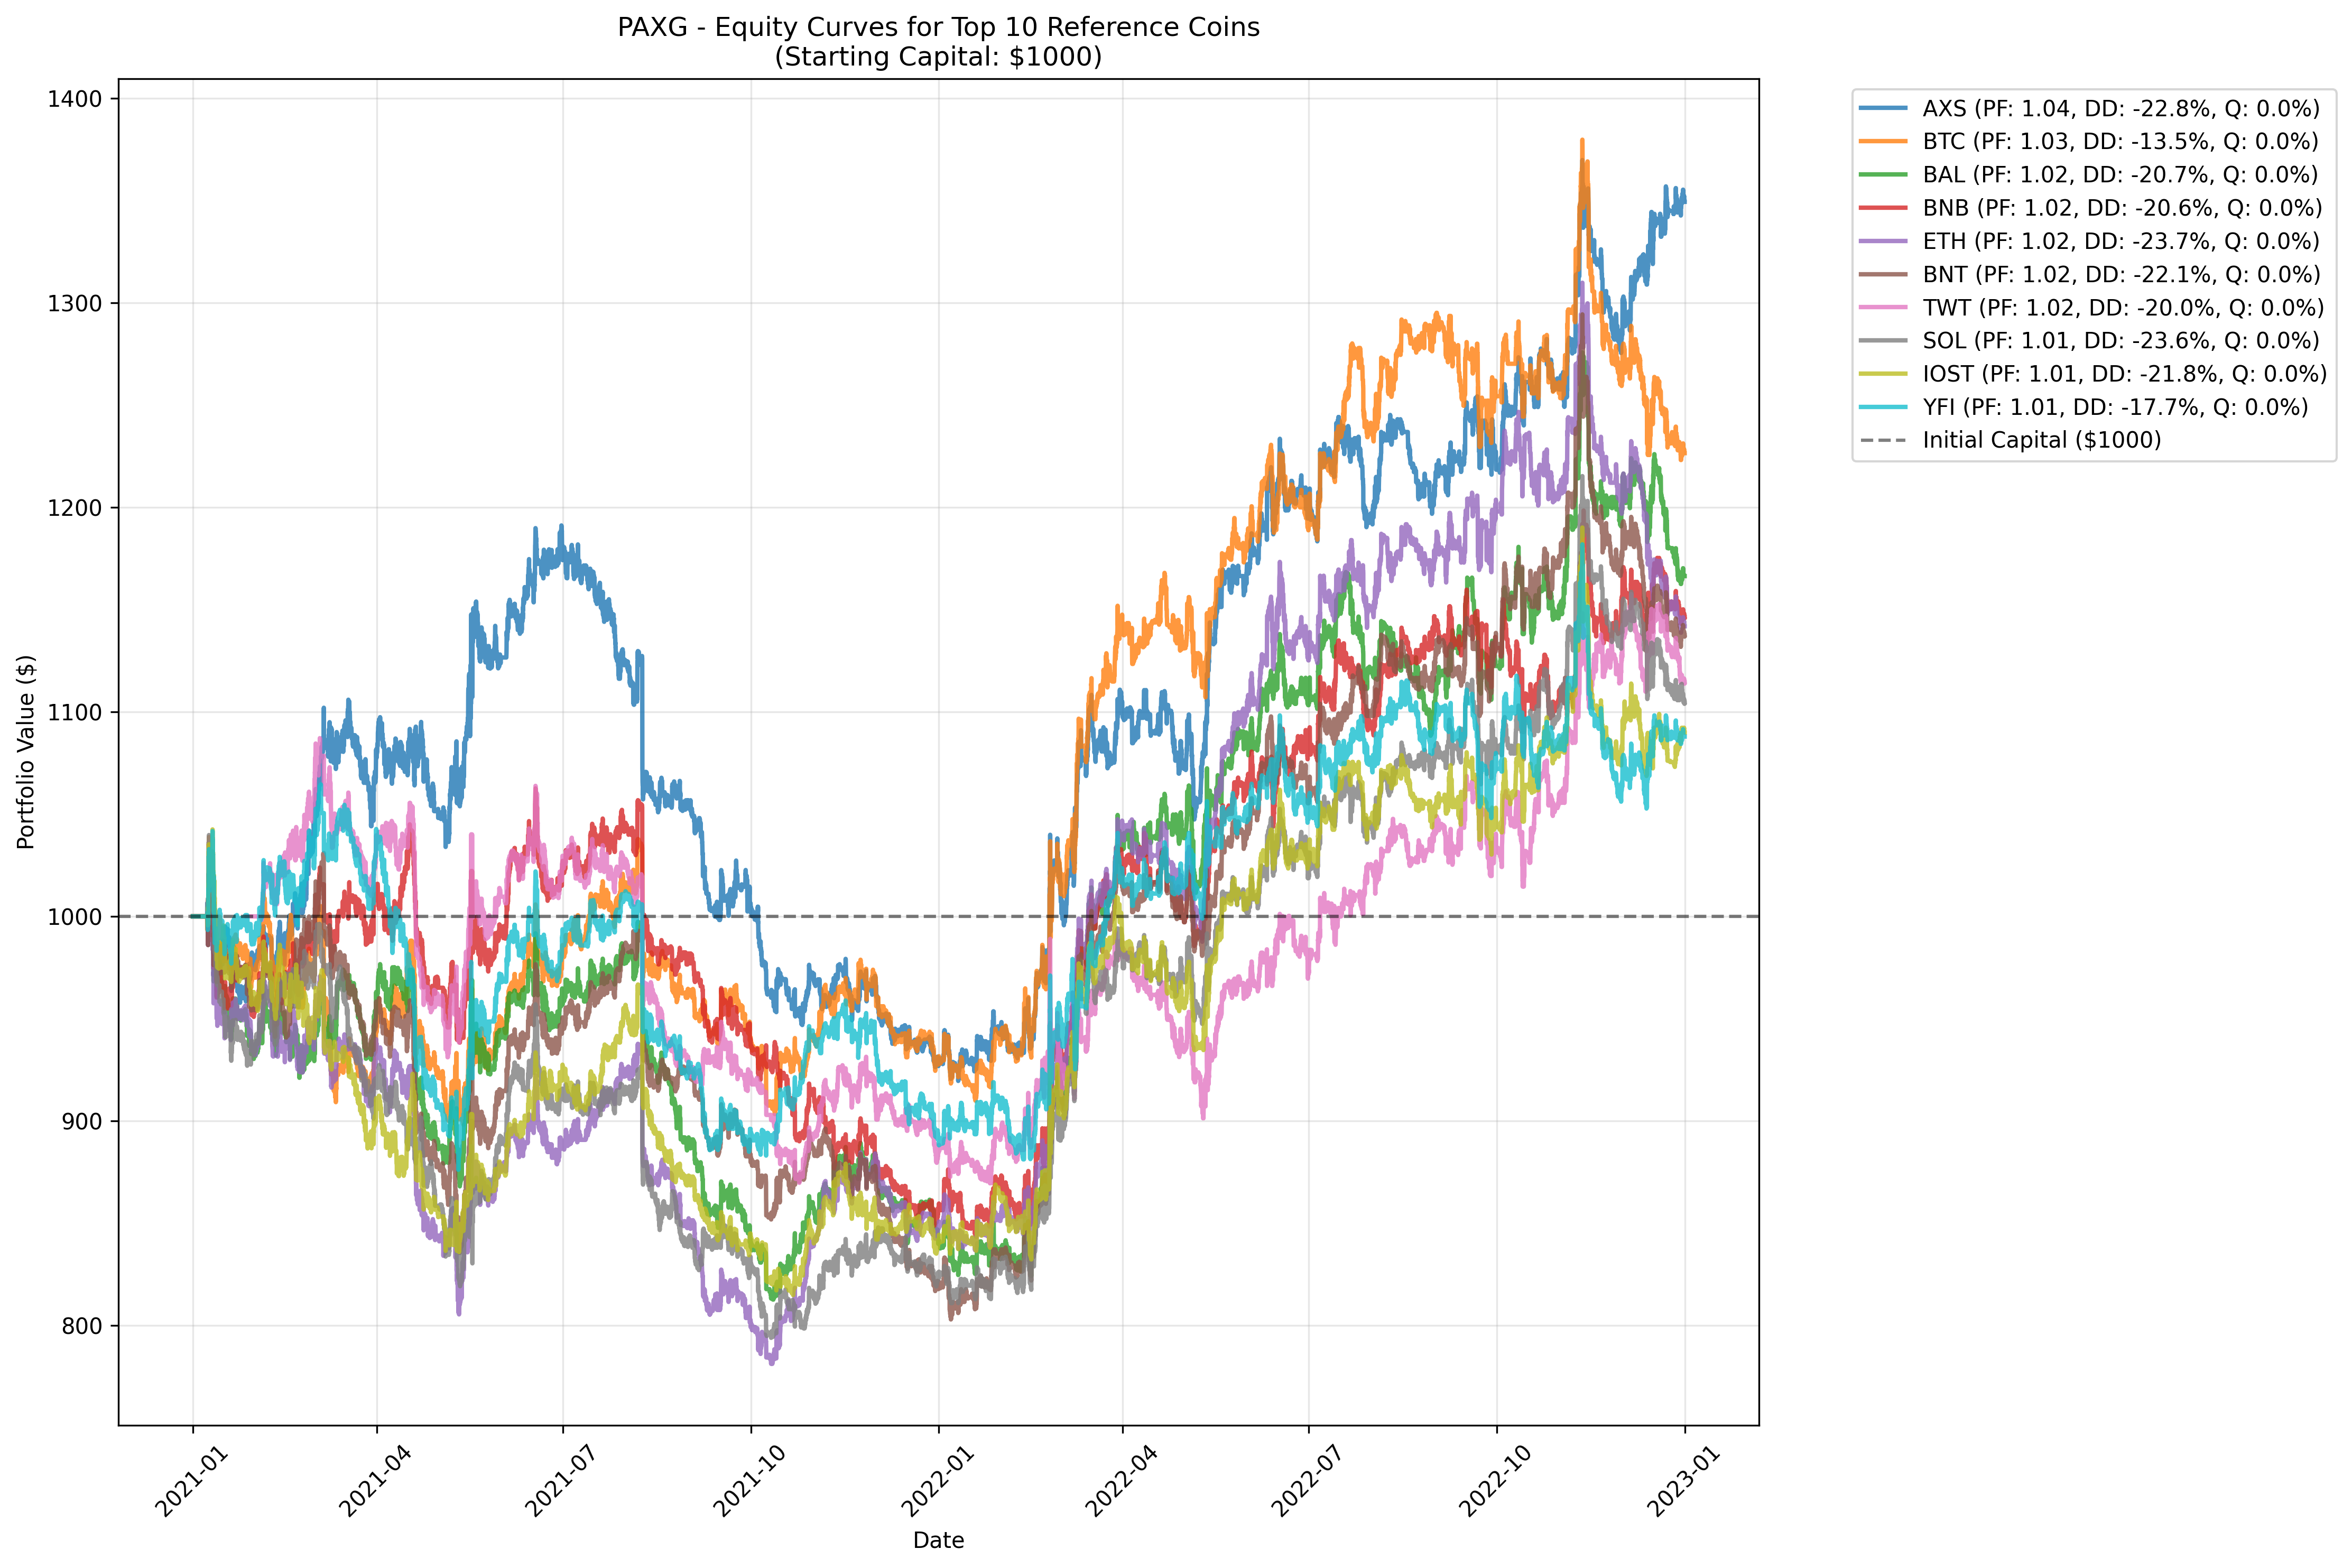 PAXG - Equity Curves for Top 10 Reference Coins
(Starting Capital: $1000)
AXS (PF: 1.04, DD: -22.8%, Q: 0.0%)
BTC (PF: 1.03, DD: -13.5%, Q: 0.0%)
BAL (PF: 1.02, DD: -20.7%, Q: 0.0%)
BNB (PF: 1.02, DD: -20.6%, Q: 0.0%)
ETH (PF: 1.02, DD: -23.7%, Q: 0.0%)
BNT (PF: 1.02, DD: -22.1%, Q: 0.0%)
TWT (PF: 1.02, DD: -20.0%, Q: 0.0%)
SOL (PF: 1.01, DD: -23.6%, Q: 0.0%)
IOST (PF: 1.01, DD: -21.8%, Q: 0.0%)
YFI (PF: 1.01, DD: -17.7%, Q: 0.0%)
Initial Capital ($1000)
Portfolio Value ($)
1400
1300
1200
1100
1000
900
800
2021-01
2021-04
2021-07
2021-10
2022-01
2022-04
2022-07
2022-10
2023-01
Date